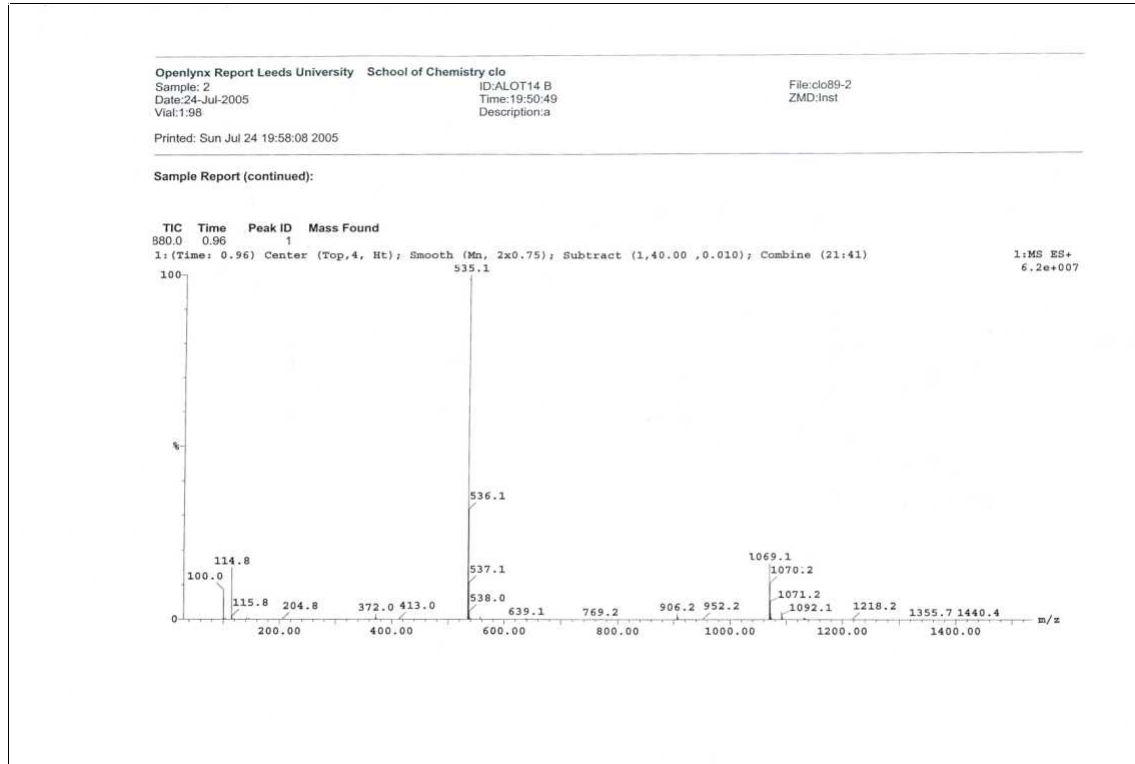 Openlynx Report Leeds University School of Chemistry clo
Sample: 2 ID:ALOT14 B File:clo89-2
Date:24-Jul-2005 Time:19:50:49 ZMD:Inst
Vial:1:98 Description:a
Printed: Sun Jul 24 19:58:08 2005
Sample Report (continued):
TIC Time Peak ID Mass Found
880.0 0.96 1
1:(Time: 0.96) Center (Top,4, Ht); Smooth (Mn, 2x0.75); Subtract (1,40.00 ,0.010); Combine (21:41) 1:MS ES+
6.2e+007
535.1
100
%
536.1
114.8
1069.1
100.0
537.1
1070.2
115.8
204.8
372.0
413.0
538.0
639.1
769.2
906.2
952.2
1071.2
1092.1
1218.2
1355.7
1440.4
0
m/z
200.00 400.00 600.00 800.00 1000.00 1200.00 1400.00